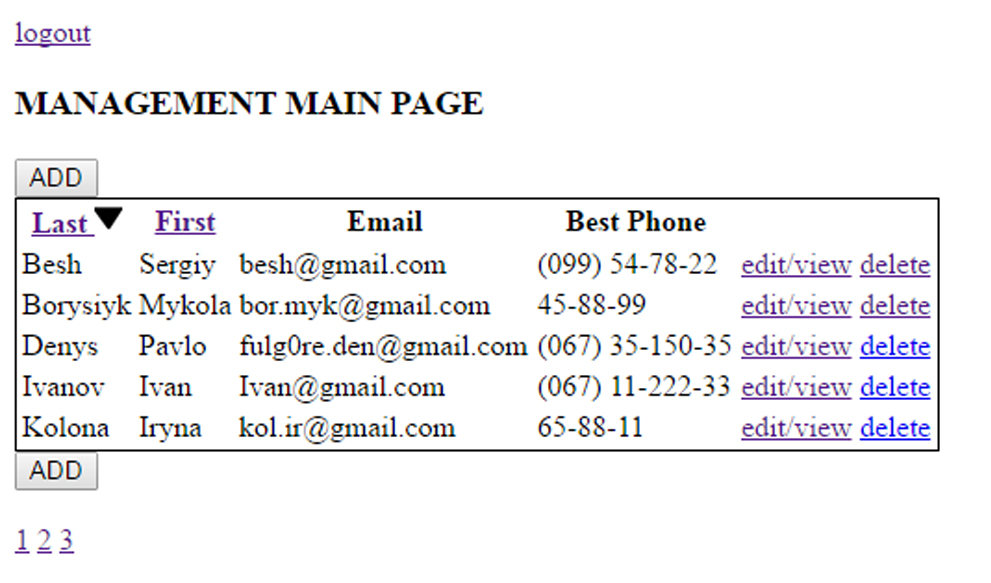 logout
MANAGEMENT MAIN PAGE
ADD
Last First Email Best Phone
Besh Sergiy besh@gmail.com (099) 54-78-22 edit/view delete
Borysiyk Mykola bor.myk@gmail.com 45-88-99 edit/view delete
Denys Pavlo fulg0re.den@gmail.com (067) 35-150-35 edit/view delete
Ivanov Ivan Ivan@gmail.com (067) 11-222-33 edit/view delete
Kolona Iryna kol.ir@gmail.com 65-88-11 edit/view delete
ADD
1 2 3